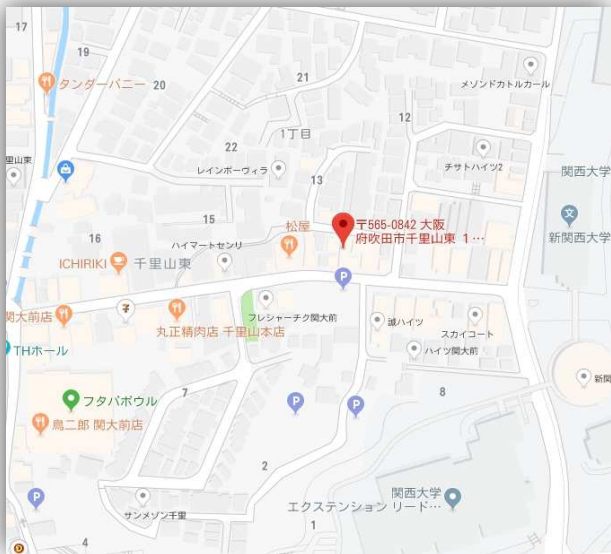 17
19
20
タンダーパニー
21
メゾンドカトルカール
12
1丁目
22
レインボーヴィラ
チサトハイツ2
関西大学
里山東
13
15
松屋
〒565-0842 大阪
府吹田市千里山東 1…
新関西大学
16
ハイマートセンリ
ICHIRIKI
千里山東
P
フレシャーチク関大前
関大前店
丸正精肉店 千里山本店
誠ハイツ
スカイコート
THホール
ハイツ関大前
新関
7
8
フタバボウル
P
P
鳥二郎 関大前店
2
P
関西大学
エクステンション リード…
サンメゾン千里
1
4